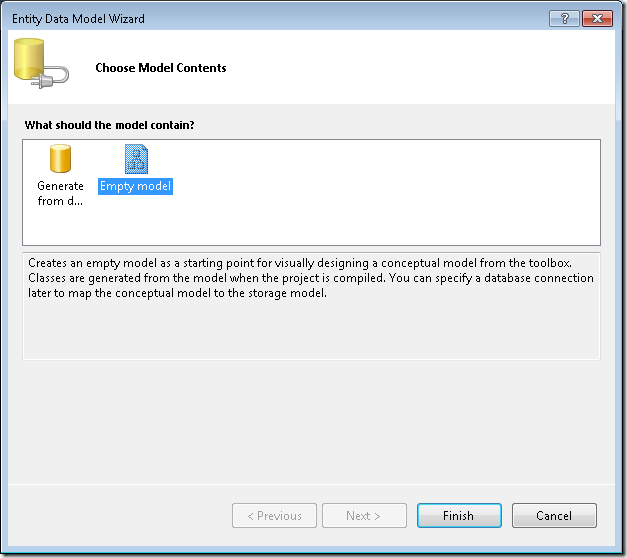 Entity Data Model Wizard
?
Choose Model Contents
What should the model contain?
Generate
from d...
Empty model
Creates an empty model as a starting point for visually designing a conceptual model from the toolbox.
Classes are generated from the model when the project is compiled. You can specify a database connection
later to map the conceptual model to the storage model.
< Previous
Next >
Finish
Cancel